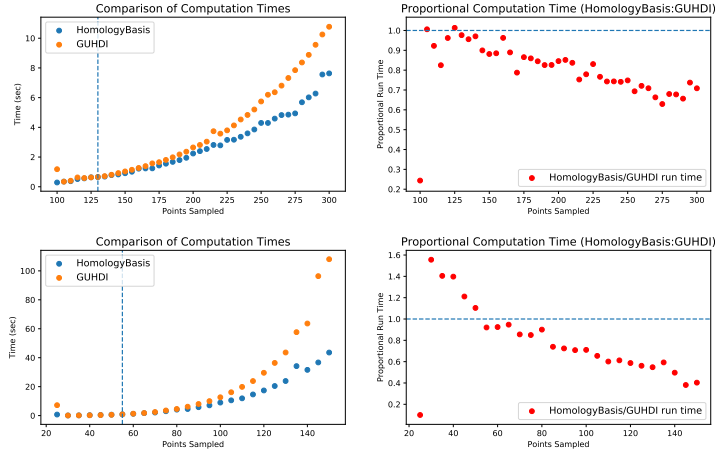 Comparison of Computation Times
HomologyBasis
GUHDI
Time (sec)
10
8
6
4
2
0
100 125 150 175 200 225 250 275 300
Points Sampled
Proportional Computation Time (HomologyBasis:GUHDI)
Proportional Run Time
1.0
0.9
0.8
0.7
0.6
0.5
0.4
0.3
0.2
HomologyBasis/GUHDI run time
100 125 150 175 200 225 250 275 300
Points Sampled
Comparison of Computation Times
HomologyBasis
GUHDI
Time (sec)
100
80
60
40
20
0
20 40 60 80 100 120 140
Points Sampled
Proportional Computation Time (HomologyBasis:GUHDI)
Proportional Run Time
1.6
1.4
1.2
1.0
0.8
0.6
0.4
0.2
HomologyBasis/GUHDI run time
20 40 60 80 100 120 140
Points Sampled